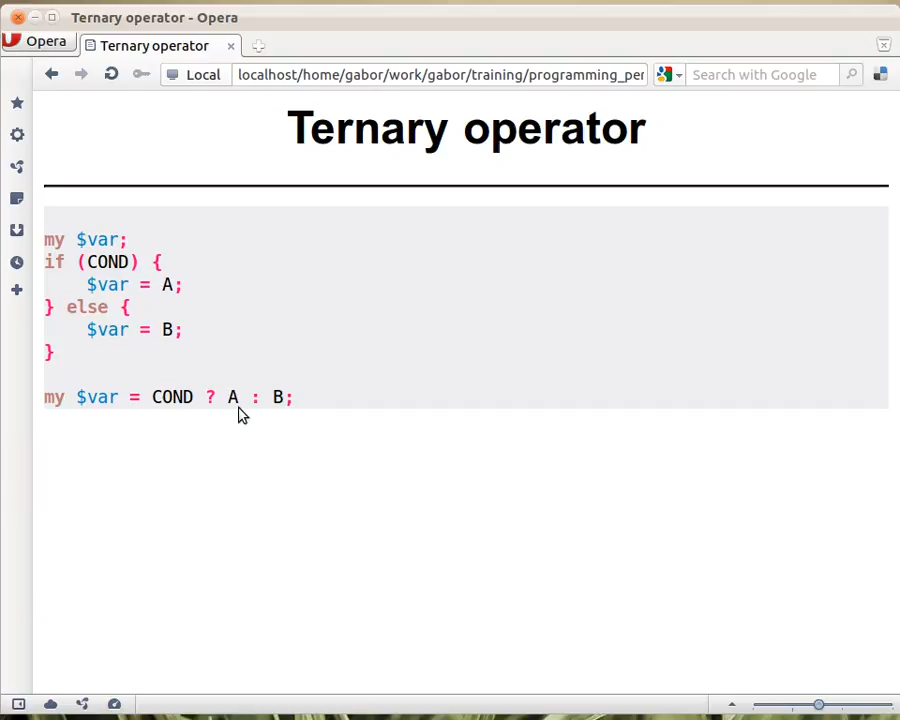 Ternary operator - Opera
Opera
Ternary operator
Local
localhost/home/gabor/work/gabor/training/programming_per
Search with Google
Ternary operator
my $var;
if (COND) {
    $var = A;
} else {
    $var = B;
}
my $var = COND ? A : B;